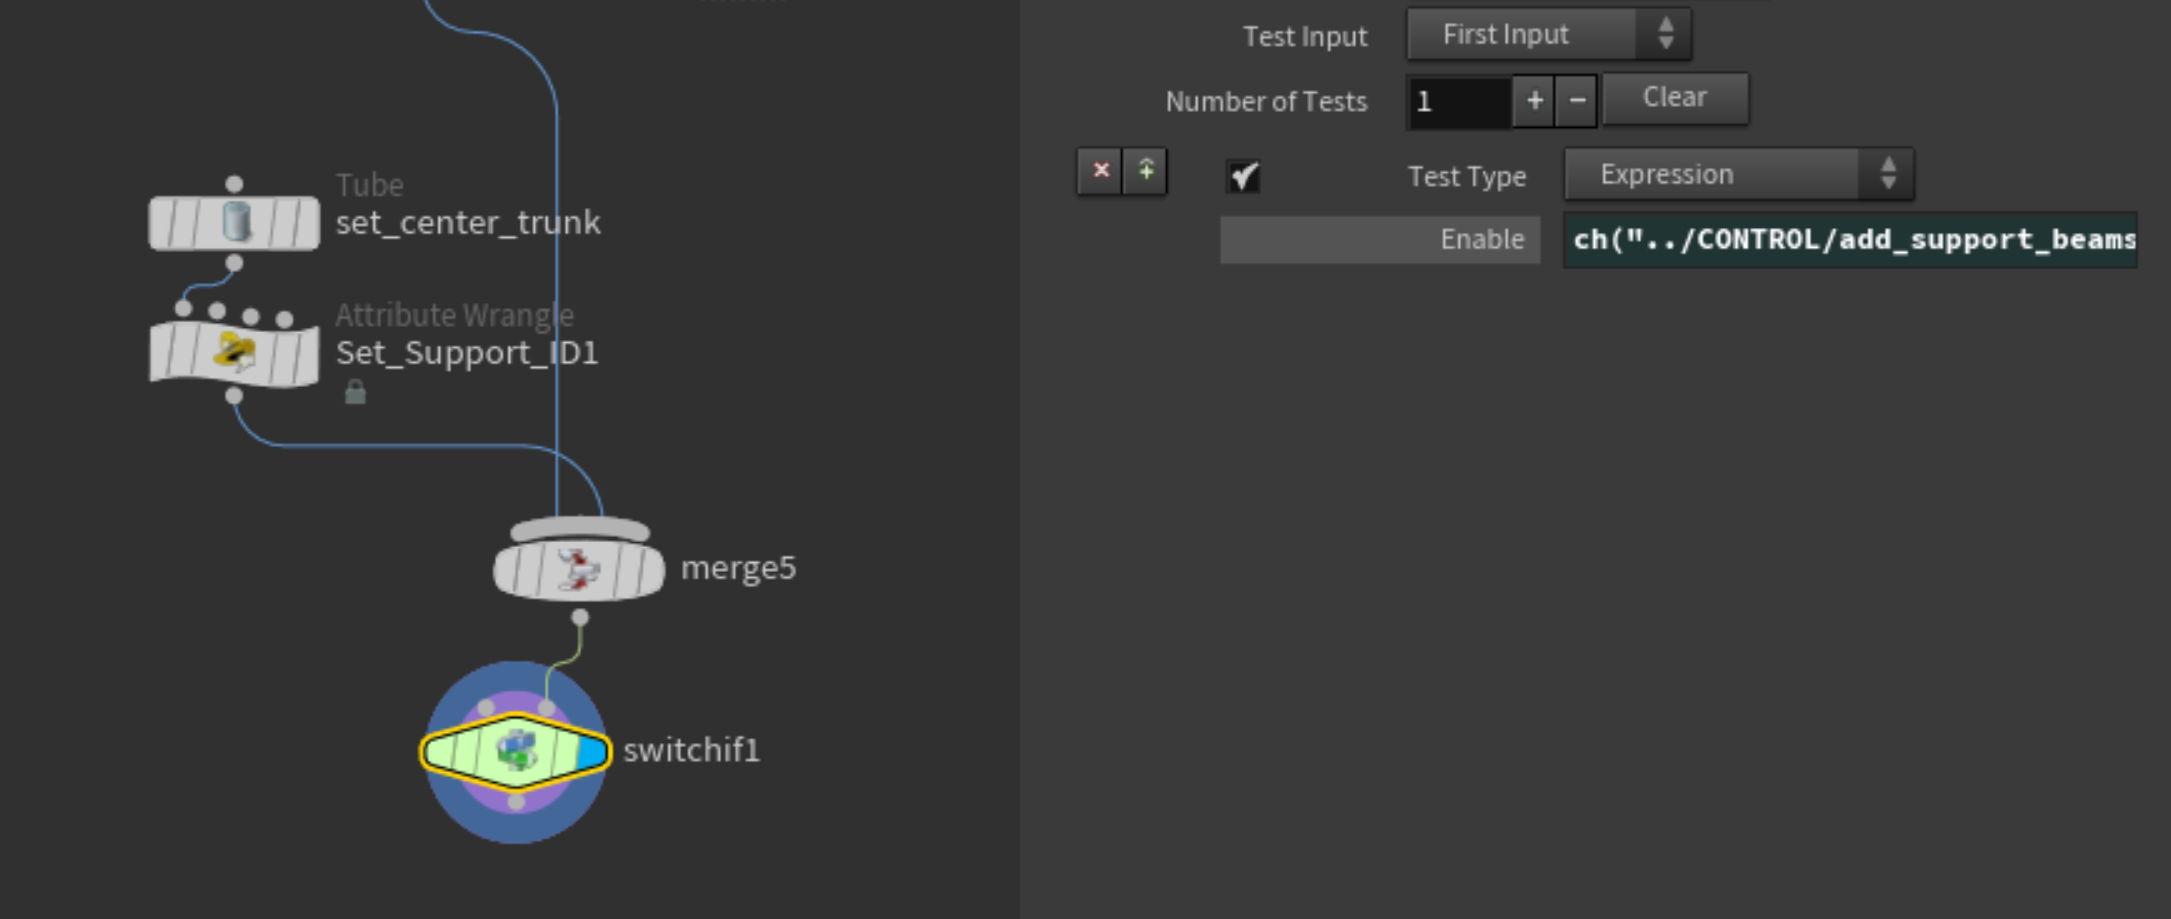 Tube
set_center_trunk
Attribute Wrangle
Set_Support_ID1
merge5
switchif1
Test Input First Input
Number of Tests 1 + − Clear
Test Type Expression
Enable ch("../CONTROL/add_support_beams